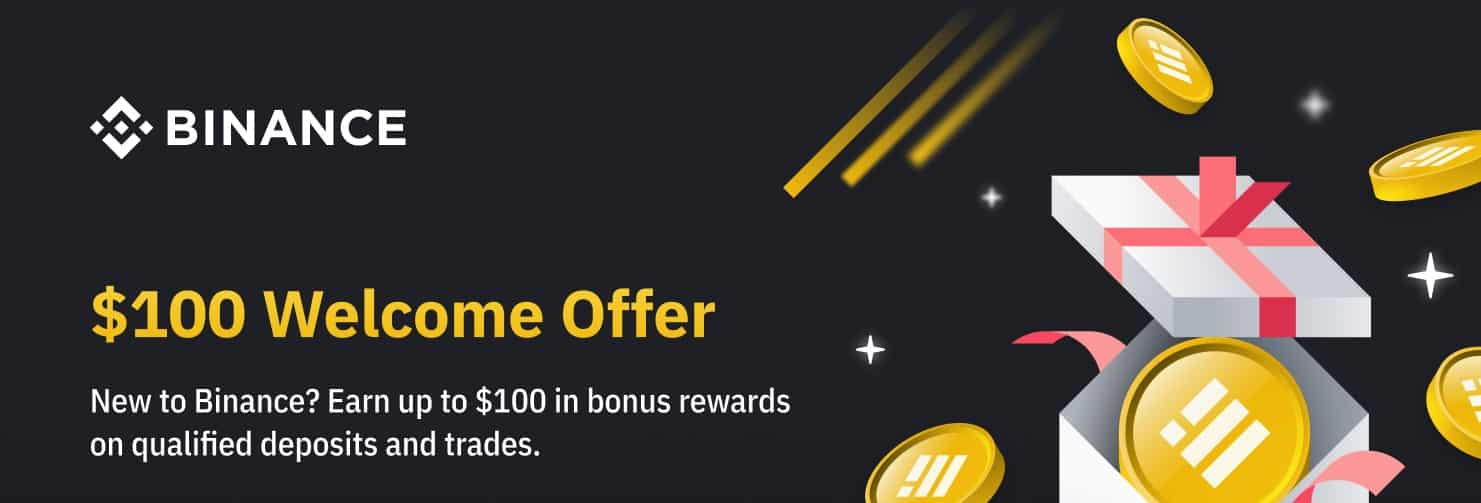 BINANCE
$100 Welcome Offer
New to Binance? Earn up to $100 in bonus rewards
on qualified deposits and trades.